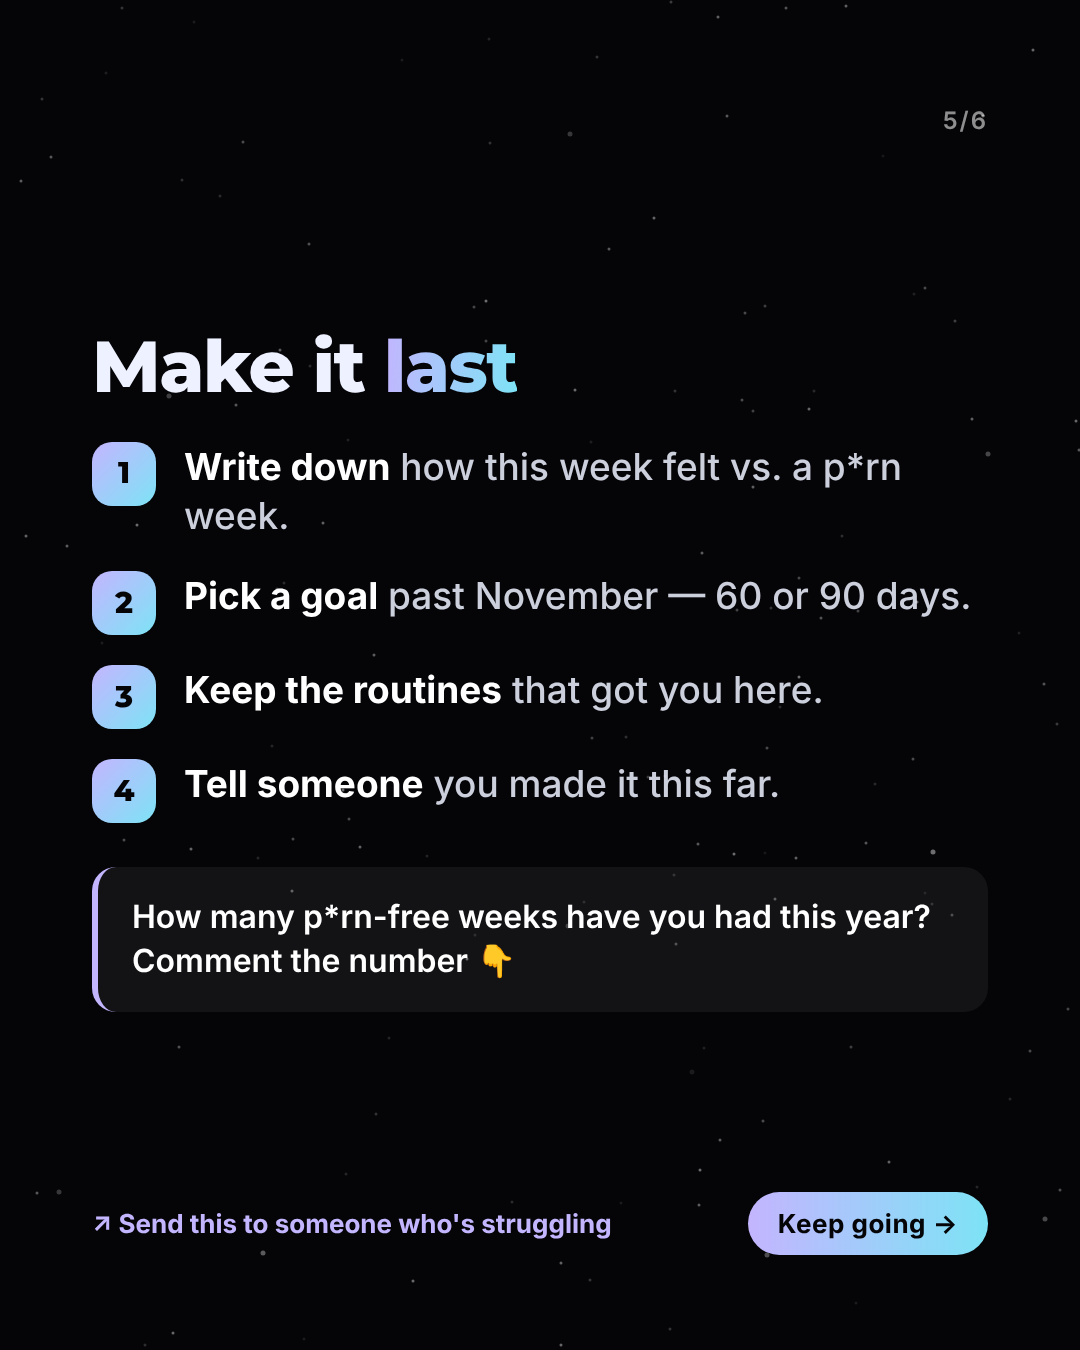 5/6
Make it last
1 Write down how this week felt vs. a p*rn
week.
2 Pick a goal past November — 60 or 90 days.
3 Keep the routines that got you here.
4 Tell someone you made it this far.
How many p*rn-free weeks have you had this year?
Comment the number 👇
↗ Send this to someone who's struggling
Keep going →